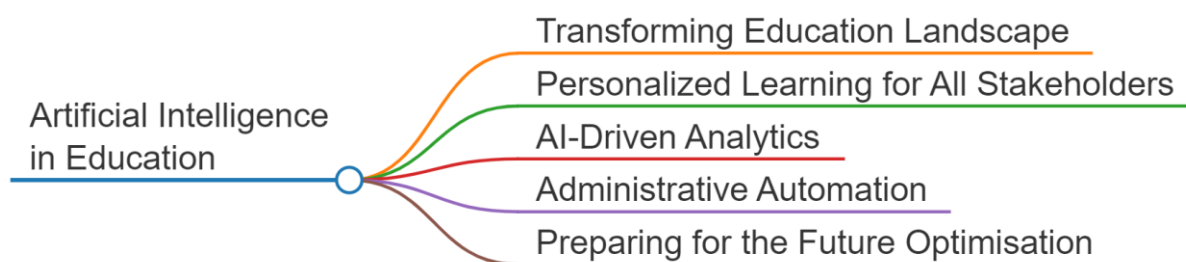 Artificial Intelligence
in Education
Transforming Education Landscape
Personalized Learning for All Stakeholders
AI-Driven Analytics
Administrative Automation
Preparing for the Future Optimisation